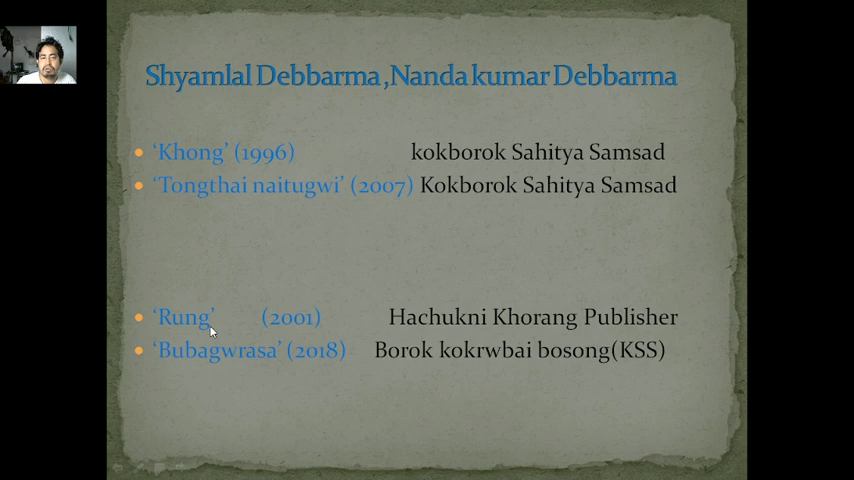 Shyamlal Debbarma ,Nanda kumar Debbarma
‘Khong’ (1996) kokborok Sahitya Samsad
‘Tongthai naitugwi’ (2007) Kokborok Sahitya Samsad
‘Rung’ (2001) Hachukni Khorang Publisher
‘Bubagwrasa’ (2018) Borok kokrwbai bosong(KSS)